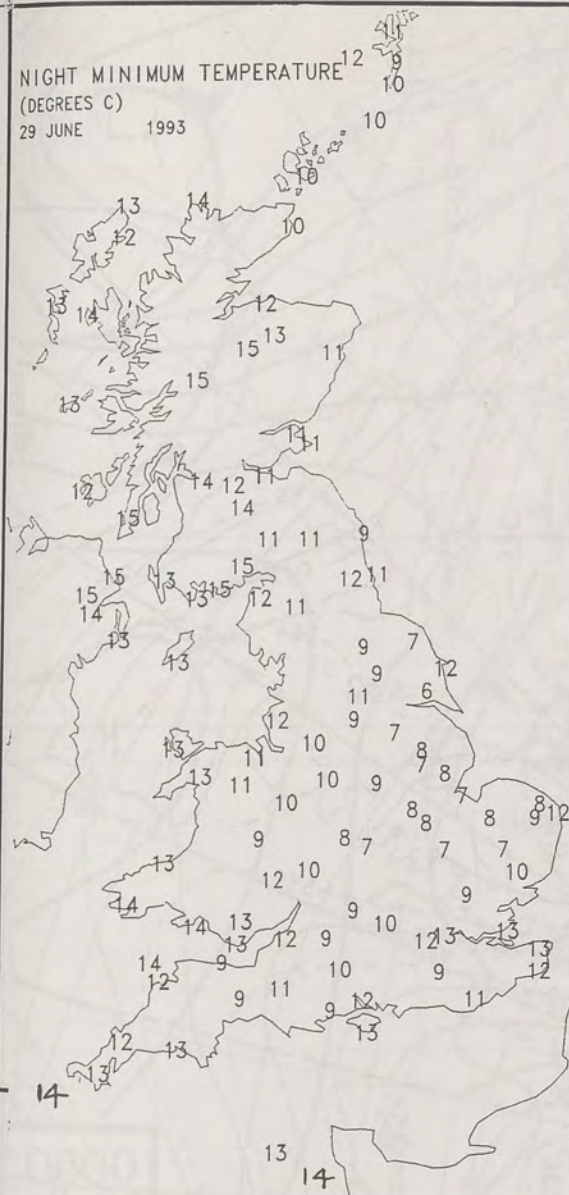 NIGHT MINIMUM TEMPERATURE
(DEGREES C)
29 JUNE 1993
11
12 9
10
10
10
13 14
12 10
13 14 12
13
15 11
15
13
11 11
14 12 11
12 14
15 11 11 9
15 13 15 12 11
15 13 15 12 11
14
13 13 9 7
9 12
11 6
12 9
13 10 7
11 8
7
13 11 10 9 8
7
10 8 8 8 9 12
8
9 8 7 7 7
13 12 10 10
14 9
14 13 9 10
13 12 9 12 13 13
13
14 9 10 9 12
12 11
9 9 12 11
12 13 13
13
14
13
14